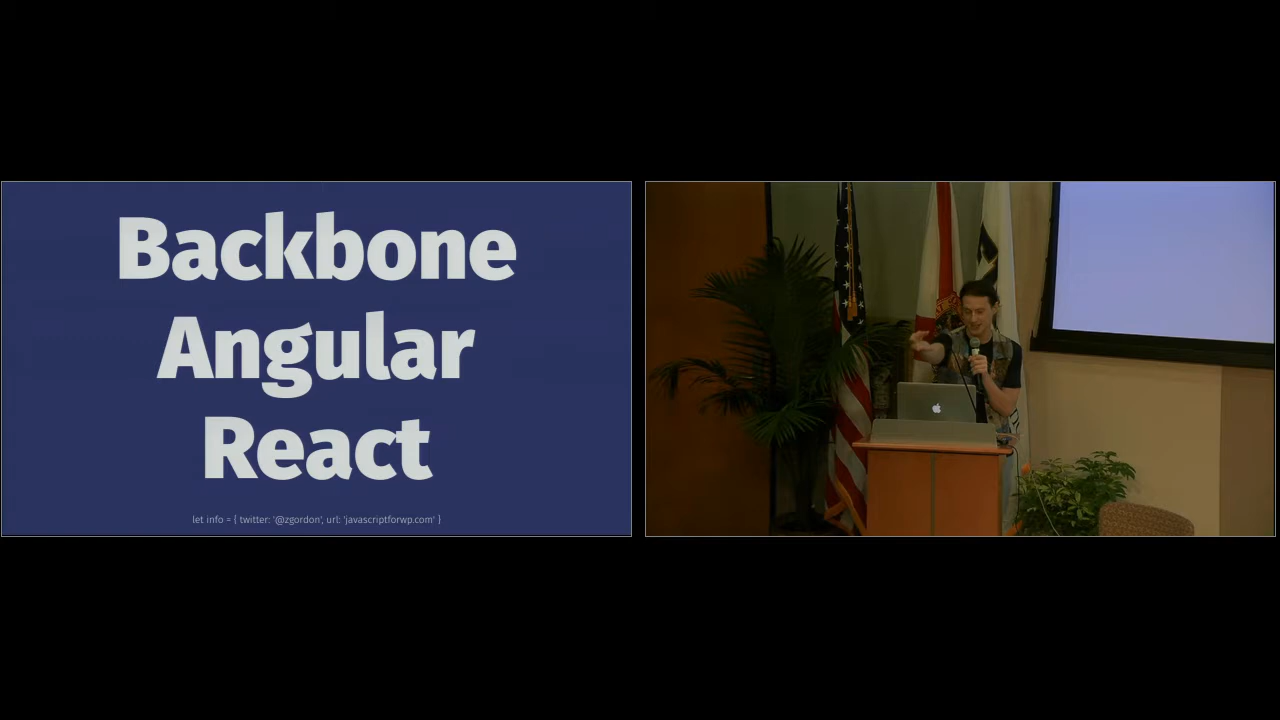 Backbone
Angular
React
let info = { twitter: '@zgordon', url: 'javascriptforwp.com' }